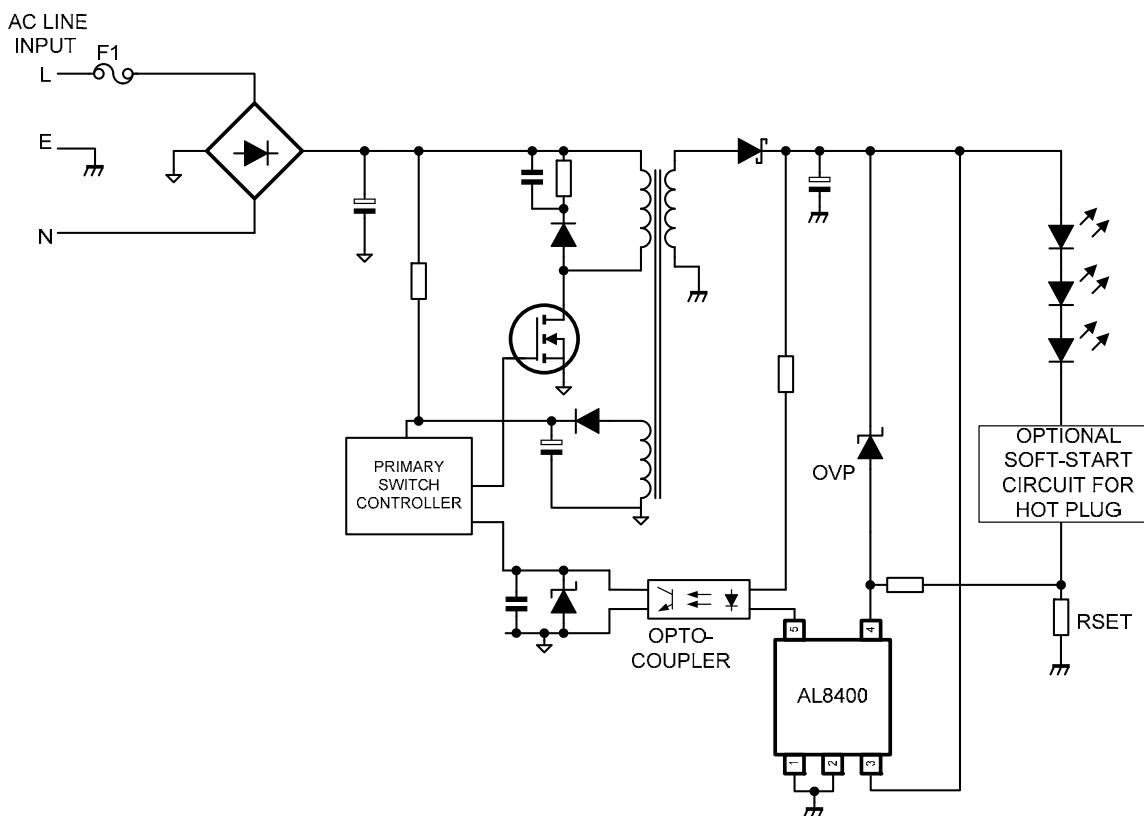 AC LINE
INPUT
F1
L
E
N
PRIMARY
SWITCH
CONTROLLER
OVP
OPTIONAL
SOFT-START
CIRCUIT FOR
HOT PLUG
OPTO-
COUPLER
RSET
5
4
AL8400
1
2
3